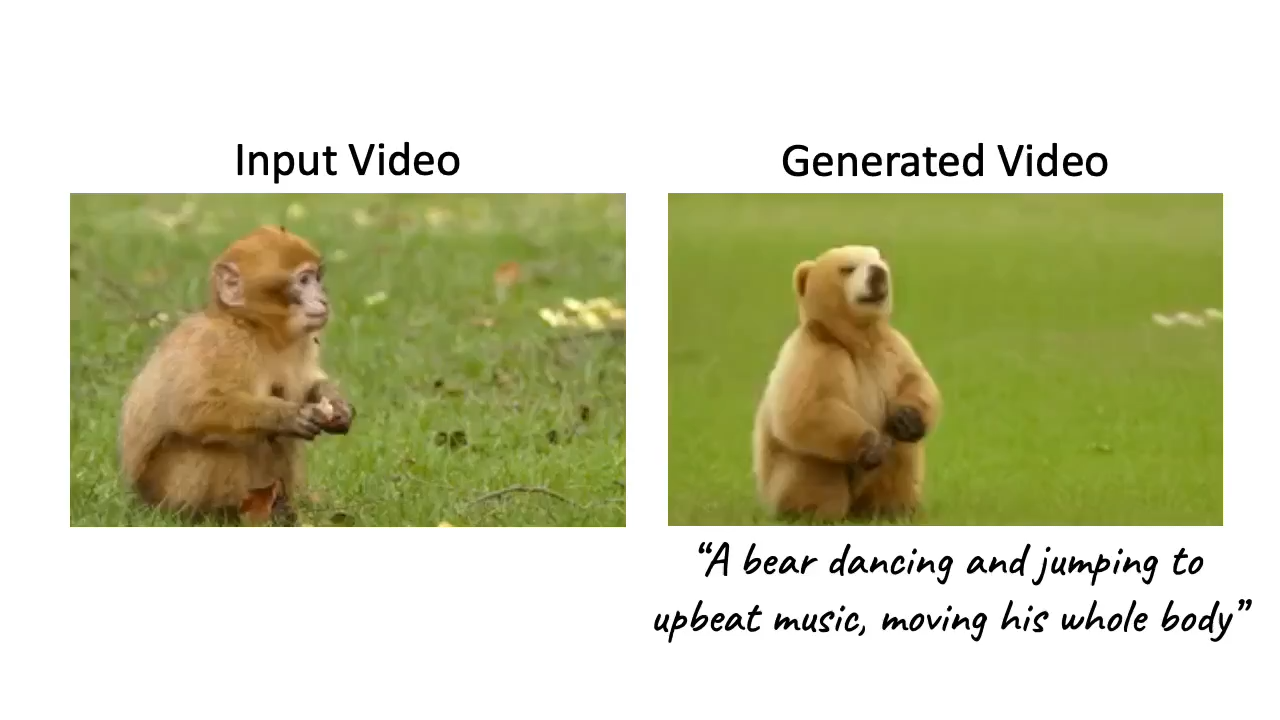 Input Video
Generated Video
“A bear dancing and jumping to
upbeat music, moving his whole body”